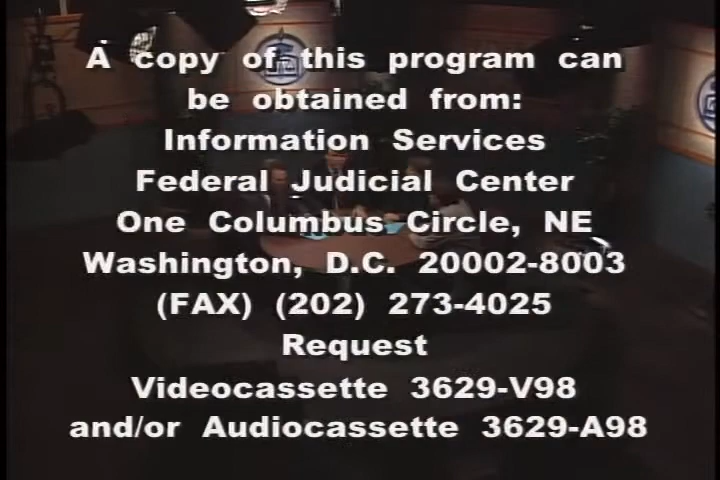 A copy of this program can
be obtained from:
Information Services
Federal Judicial Center
One Columbus Circle, NE
Washington, D.C. 20002-8003
(FAX) (202) 273-4025
Request
Videocassette 3629-V98
and/or Audiocassette 3629-A98